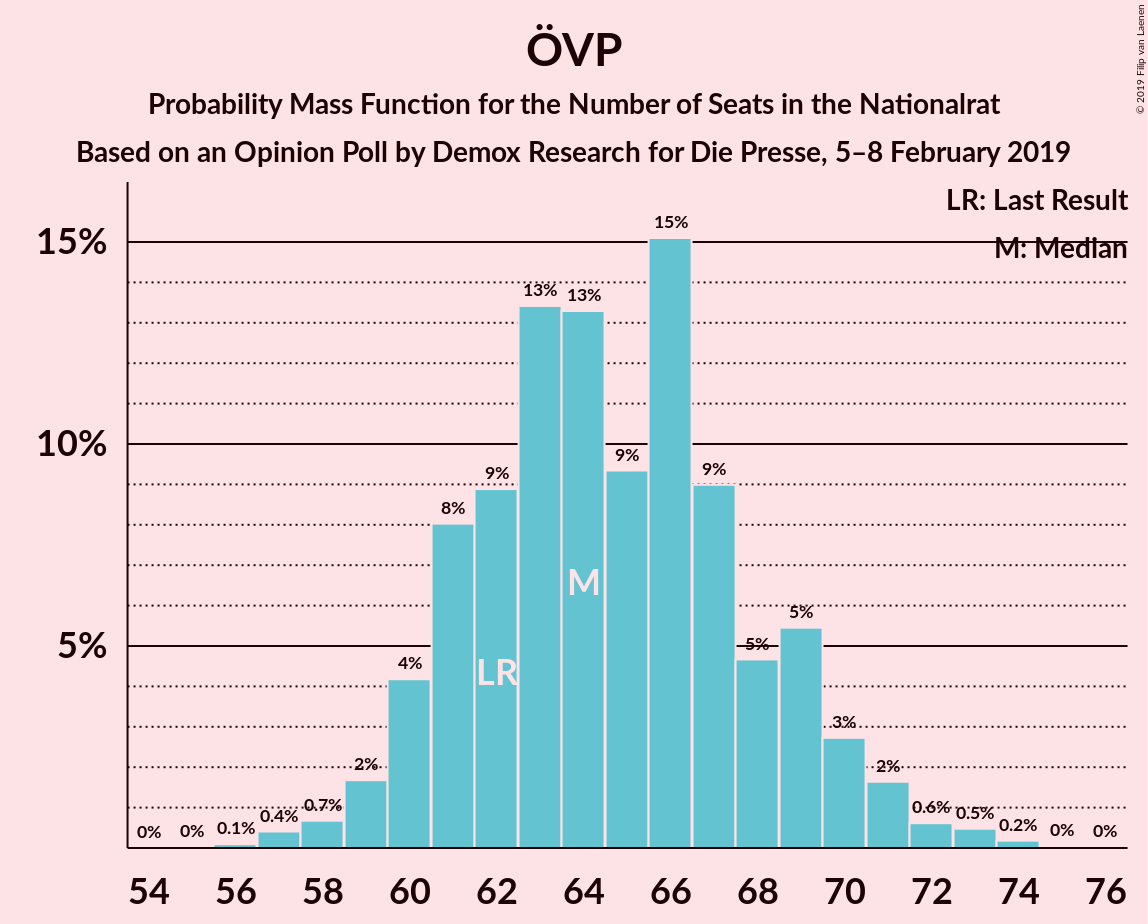 ÖVP
Probability Mass Function for the Number of Seats in the Nationalrat
Based on an Opinion Poll by Demox Research for Die Presse, 5–8 February 2019
© 2019 Filip van Laenen
LR: Last Result
M: Median
15%
10%
5%
0% 0% 0.1% 0.4% 0.7% 2% 4% 8% 9% 13% 13% 9% 15% 9% 5% 5% 3% 2% 0.6% 0.5% 0.2% 0% 0%
M
LR
54 56 58 60 62 64 66 68 70 72 74 76